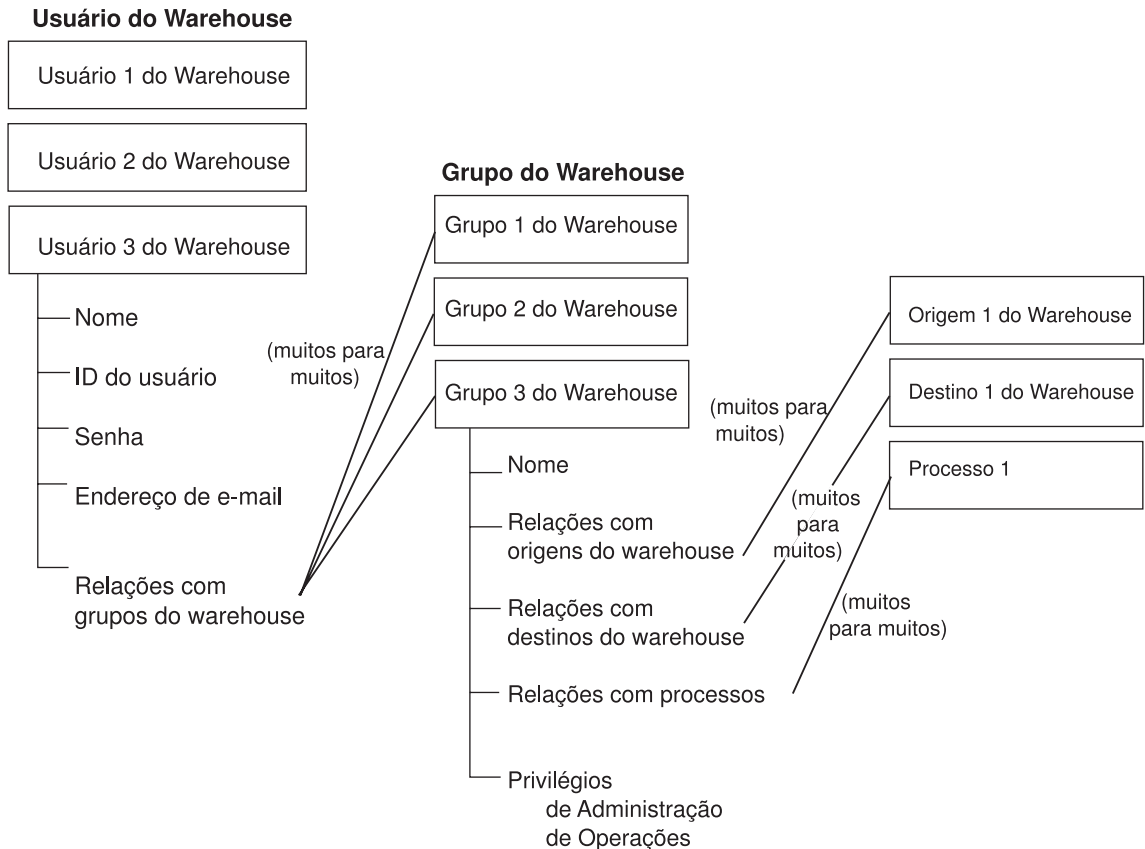 Usuário do Warehouse
Usuário 1 do Warehouse
Usuário 2 do Warehouse
Usuário 3 do Warehouse
Nome
ID do usuário
Senha
Endereço de e-mail
Relações com
grupos do warehouse
(muitos para
muitos)
Grupo do Warehouse
Grupo 1 do Warehouse
Grupo 2 do Warehouse
Grupo 3 do Warehouse
Nome
Relações com
origens do warehouse
Relações com
destinos do warehouse
Relações com processos
Privilégios
de Administração
de Operações
(muitos para
muitos)
(muitos
para
muitos)
(muitos
para muitos)
Origem 1 do Warehouse
Destino 1 do Warehouse
Processo 1